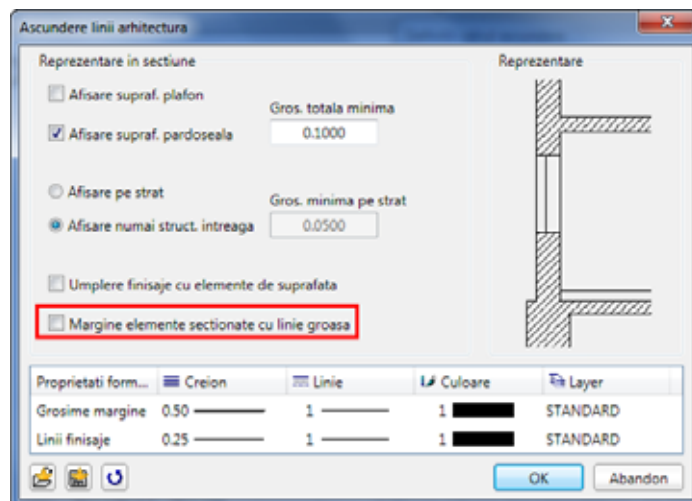 Ascundere linii arhitectura
Reprezentare in sectiune
Reprezentare
Afisare supraf. plafon
Gros. totala minima
Afisare supraf. pardoseala
0.1000
Afisare pe strat
Gros. minima pe strat
Afisare numai struct. intreaga
0.0500
Umplere finisaje cu elemente de suprafata
Margine elemente sectionate cu linie groasa
Proprietati form... Creion Linie Culoare Layer
Grosime margine 0.50 1 1 STANDARD
Linii finisaje 0.25 1 1 STANDARD
OK Abandon